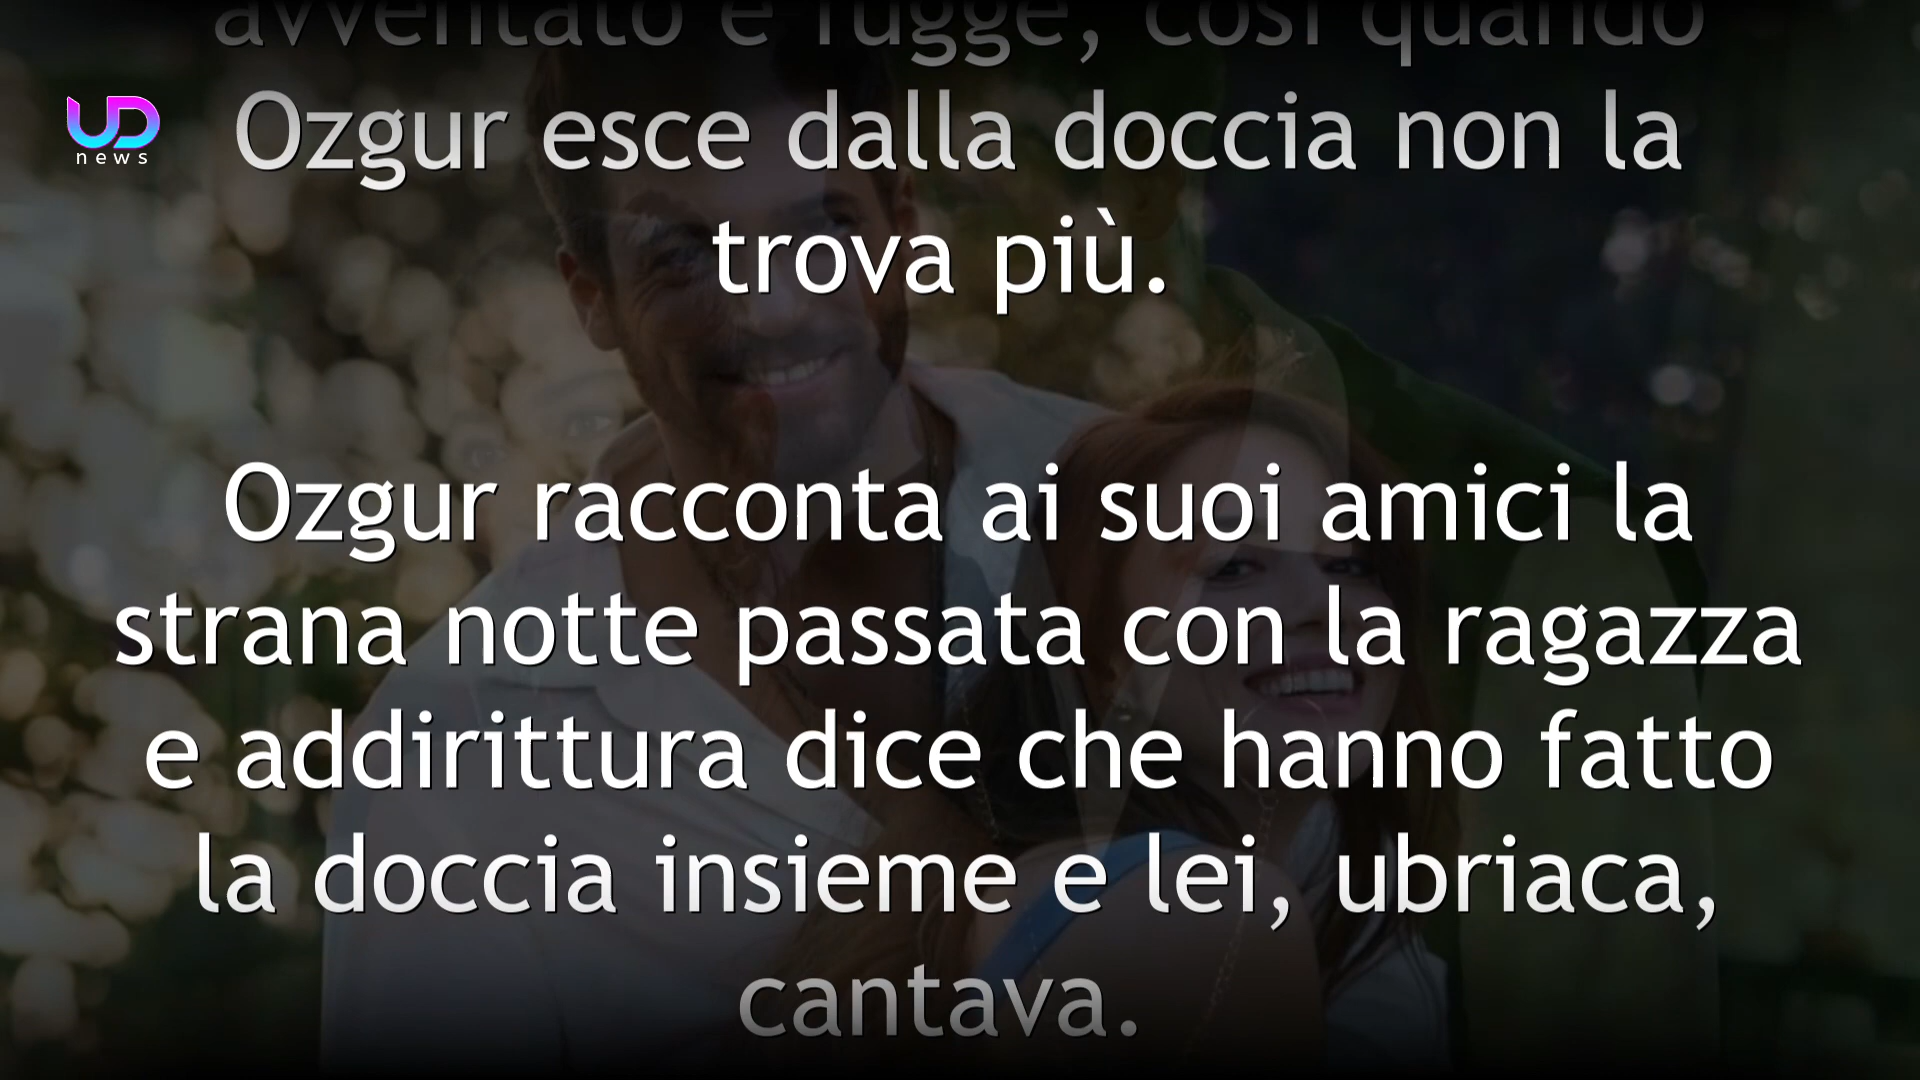 avventato e fugge, così quando
UD
news
Ozgur esce dalla doccia non la
trova più.
Ozgur racconta ai suoi amici la
strana notte passata con la ragazza
e addirittura dice che hanno fatto
la doccia insieme e lei, ubriaca,
cantava.